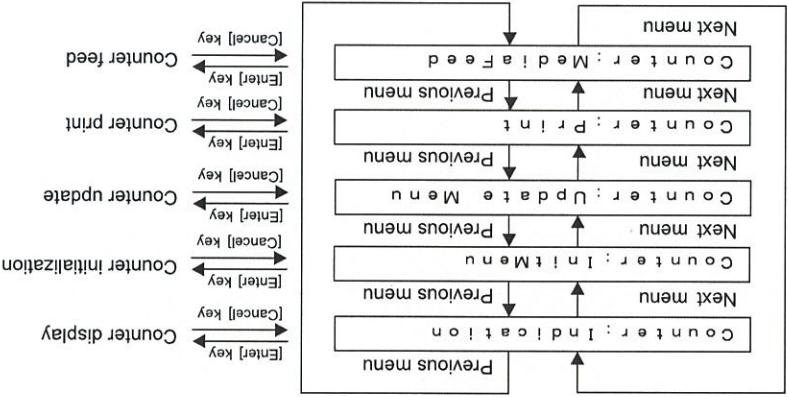 Previous menu
[Enter] key
Counter:Indication
Counter display
[Cancel] key
Next menu
Previous menu
[Enter] key
Counter:InitMenu
Counter initialization
[Cancel] key
Next menu
Previous menu
[Enter] key
Counter:Update Menu
Counter update
[Cancel] key
Next menu
Previous menu
[Enter] key
Counter:Print
Counter print
[Cancel] key
Next menu
Previous menu
[Enter] key
Counter:MediaFeed
Counter feed
[Cancel] key
Next menu